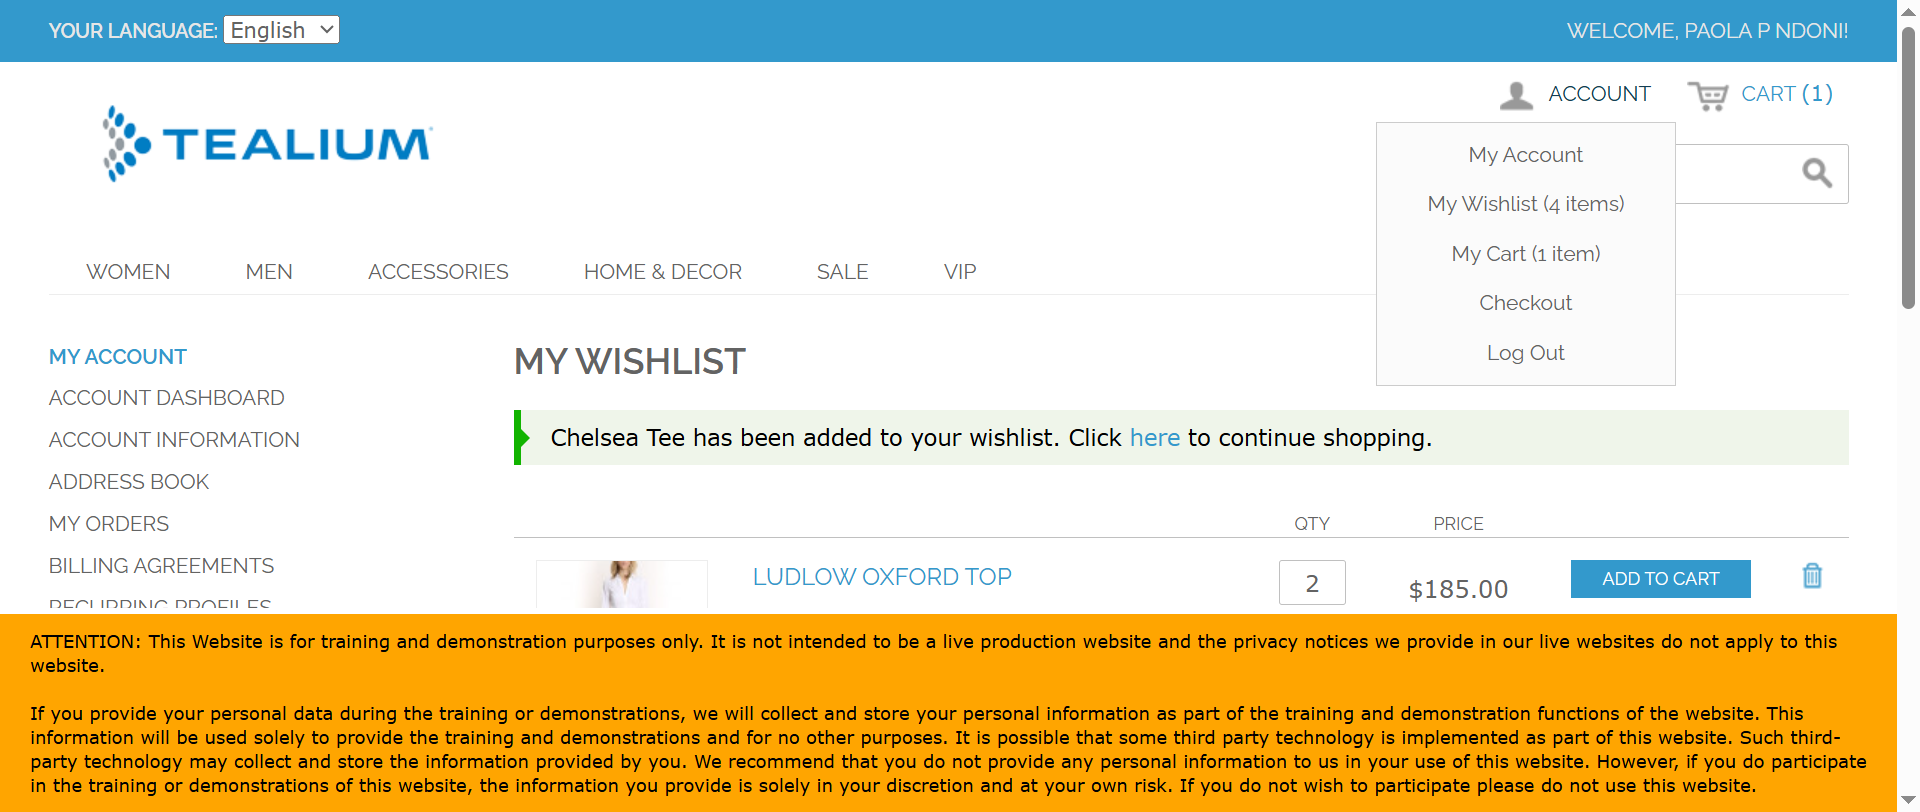 YOUR LANGUAGE: English
WELCOME, PAOLA P NDONI!
ACCOUNT
CART (1)
TEALIUM
My Account
My Wishlist (4 items)
My Cart (1 item)
Checkout
Log Out
WOMEN MEN ACCESSORIES HOME & DECOR SALE VIP
MY ACCOUNT
ACCOUNT DASHBOARD
ACCOUNT INFORMATION
ADDRESS BOOK
MY ORDERS
BILLING AGREEMENTS
RECURRING PROFILES
MY WISHLIST
Chelsea Tee has been added to your wishlist. Click here to continue shopping.
QTY PRICE
LUDLOW OXFORD TOP 2 $185.00 ADD TO CART
ATTENTION: This Website is for training and demonstration purposes only. It is not intended to be a live production website and the privacy notices we provide in our live websites do not apply to this
website.
If you provide your personal data during the training or demonstrations, we will collect and store your personal information as part of the training and demonstration functions of the website. This
information will be used solely to provide the training and demonstrations and for no other purposes. It is possible that some third party technology is implemented as part of this website. Such third-
party technology may collect and store the information provided by you. We recommend that you do not provide any personal information to us in your use of this website. However, if you do participate
in the training or demonstrations of this website, the information you provide is solely in your discretion and at your own risk. If you do not wish to participate please do not use this website.